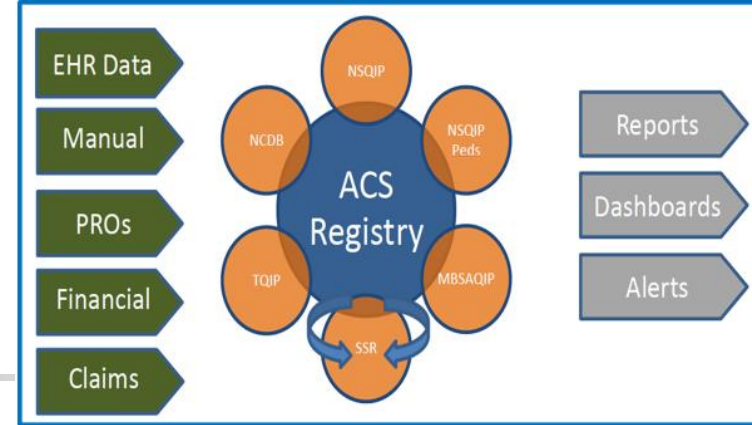 EHR Data
Manual
PROs
Financial
Claims
NSQIP
NCDB
NSQIP
Peds
ACS
Registry
TQIP
MBSAQIP
SSR
Reports
Dashboards
Alerts